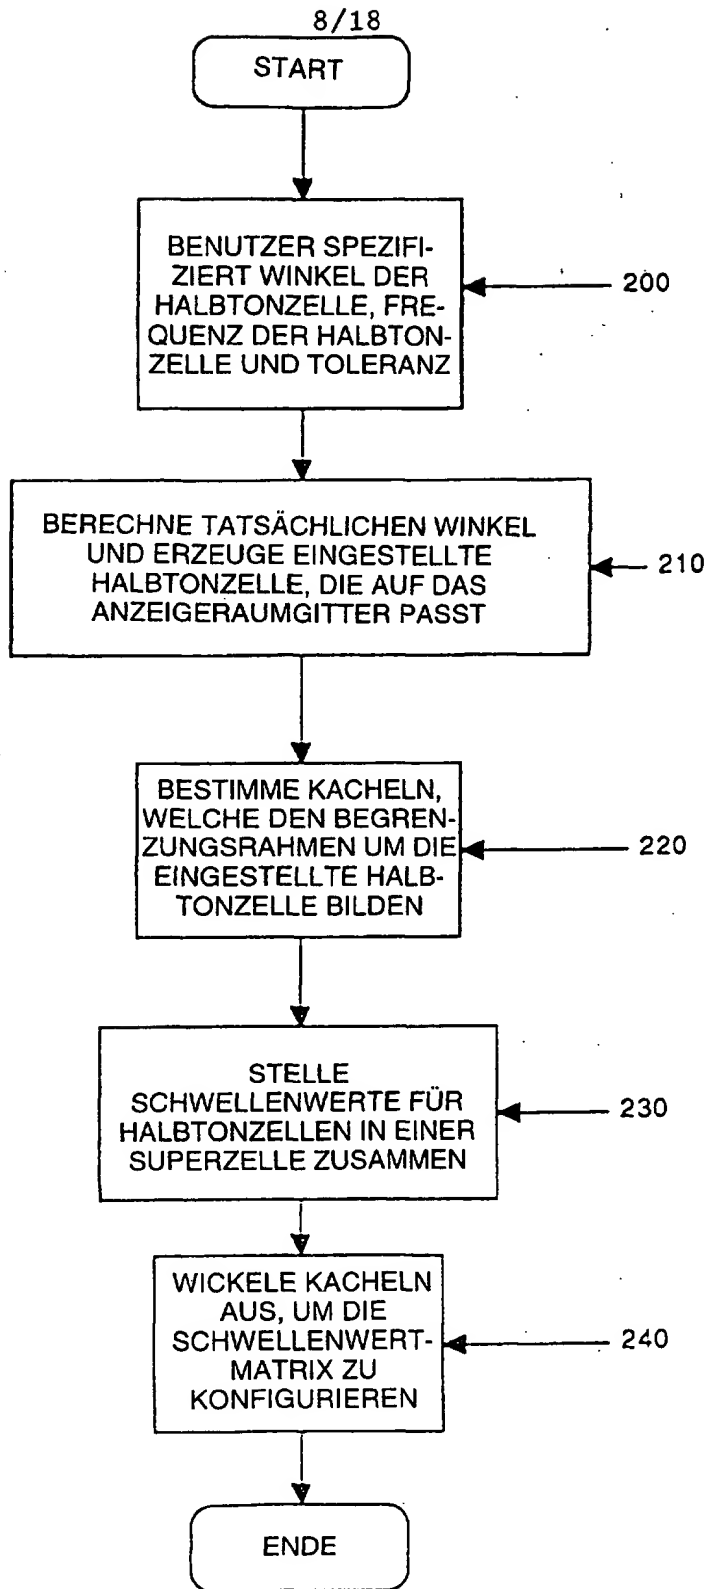 8/18
START
BENUTZER SPEZIFI-
ZIERT WINKEL DER
HALBTONZELLE, FRE-
QUENZ DER HALBTON-
ZELLE UND TOLERANZ
200
BERECHNE TATSÄCHLICHEN WINKEL
UND ERZEUGE EINGESTELLTE
HALBTONZELLE, DIE AUF DAS
ANZEIGERAUMGITTER PASST
210
BESTIMME KACHELN,
WELCHE DEN BEGREN-
ZUNGSRAHMEN UM DIE
EINGESTELLTE HALB-
TONZELLE BILDEN
220
STELLE
SCHWELLENWERTE FÜR
HALBTONZELLEN IN EINER
SUPERZELLE ZUSAMMEN
230
WICKELE KACHELN
AUS, UM DIE
SCHWELLENWERT-
MATRIX ZU
KONFIGURIEREN
240
ENDE